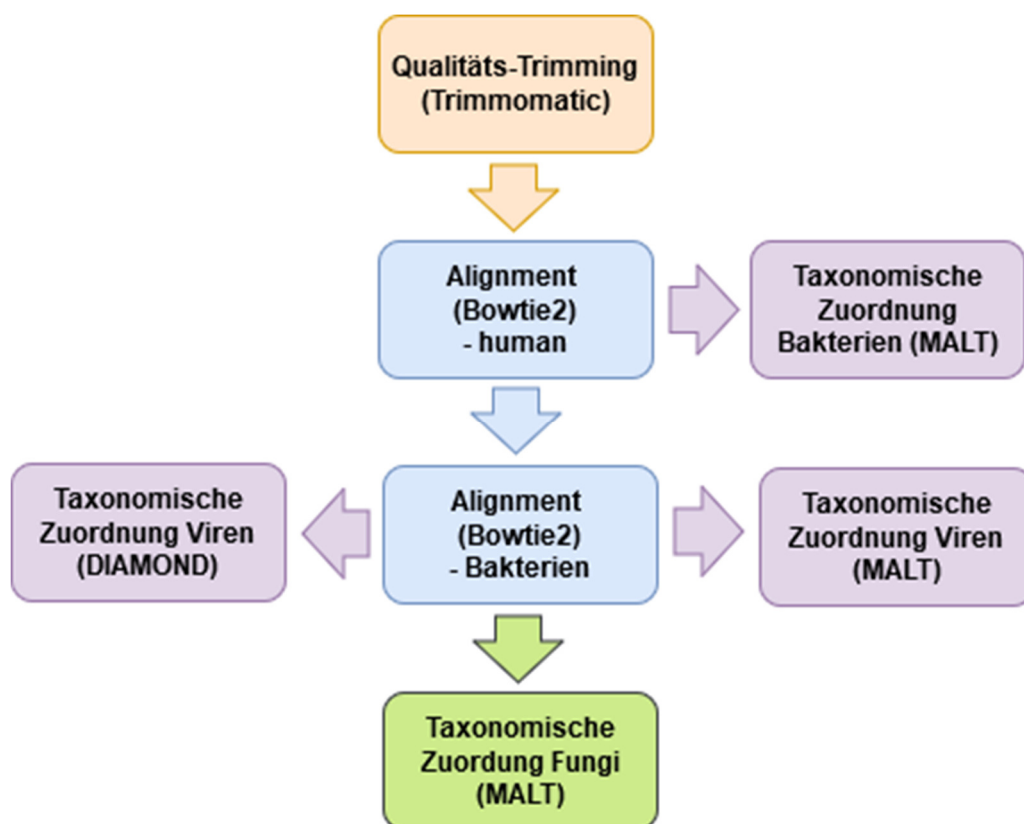 Qualitäts-Trimming
(Trimmomatic)
Alignment
(Bowtie2)
- human
Taxonomische
Zuordnung
Bakterien (MALT)
Taxonomische
Zuordnung Viren
(DIAMOND)
Alignment
(Bowtie2)
- Bakterien
Taxonomische
Zuordnung Viren
(MALT)
Taxonomische
Zuordung Fungi
(MALT)